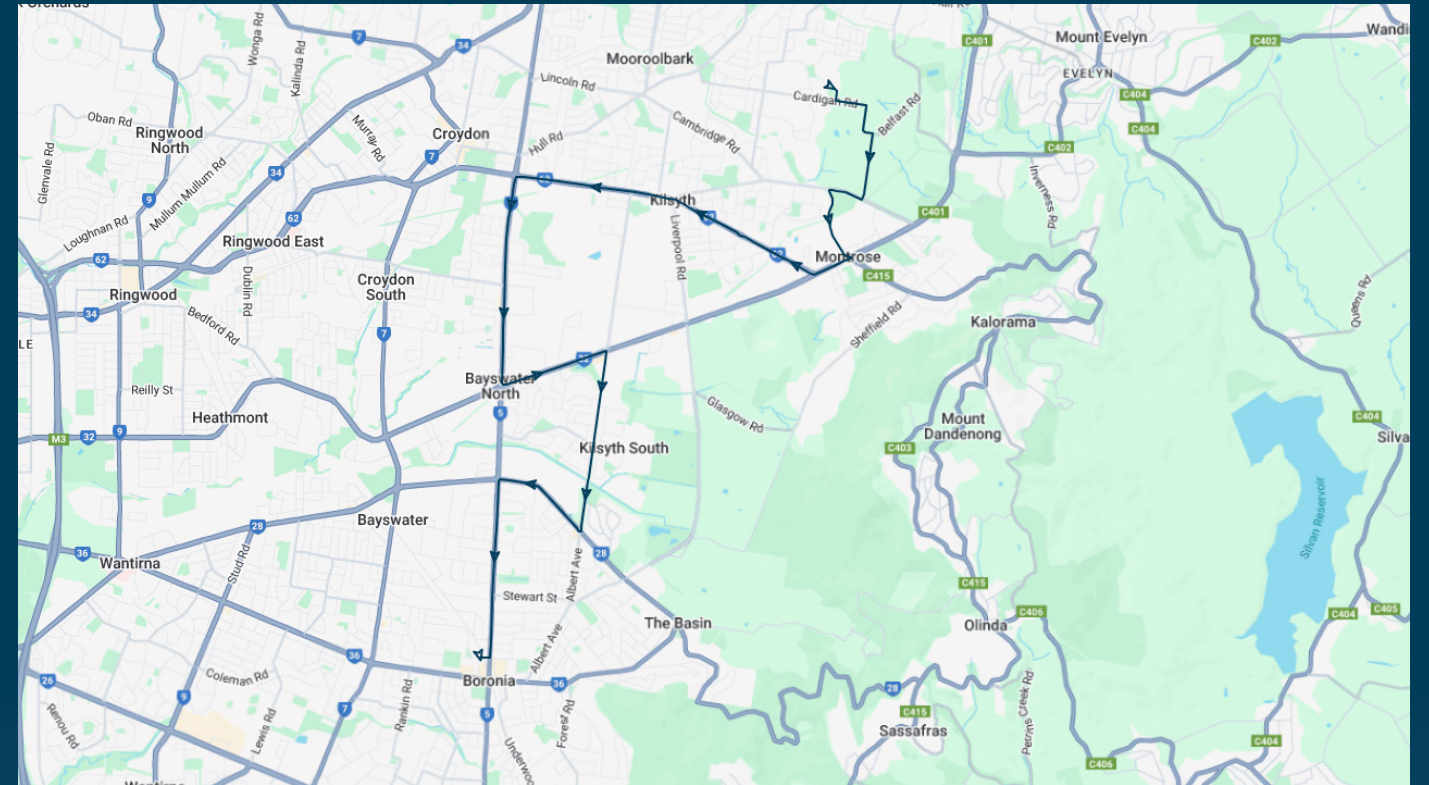 Wonga Rd
Kalinda Rd
7
34
Lincoln Rd
Mooroolbark
C401
Mount Evelyn
C402
EVELYN
C404
Cardigan Rd
Belfast Rd
Oban Rd
Ringwood
North
Murray Rd
Croydon
Hull Rd
Cambridge Rd
C404
C402
Glenvale Rd
7
34
Mullum Mullum Rd
9
Kilsyth
Inverness Rd
62
Loughnan Rd
Ringwood East
Liverpool Rd
C401
62
Montrose
C415
Dublin Rd
Croydon
South
Ringwood
34
Bedford Rd
7
Sheffield Rd
Kalorama
Queens Rd
Reilly St
Bayswater
North
Heathmont
5
Glasgow Rd
Mount
Dandenong
C404
M3
32
9
Kilsyth South
C403
Silvan Reservoir
Bayswater
28
36
28
Wantirna
Stud Rd
Albert Ave
Stewart St
C415
C406
The Basin
Olinda
C404
C405
Albert Ave
36
Coleman Rd
Boronia
36
26
9
7
Rankin Rd
5
Forest Rd
28
C415
Perrins Creek Rd
Renou Rd
Lewis Rd
Sassafras
C404
C406